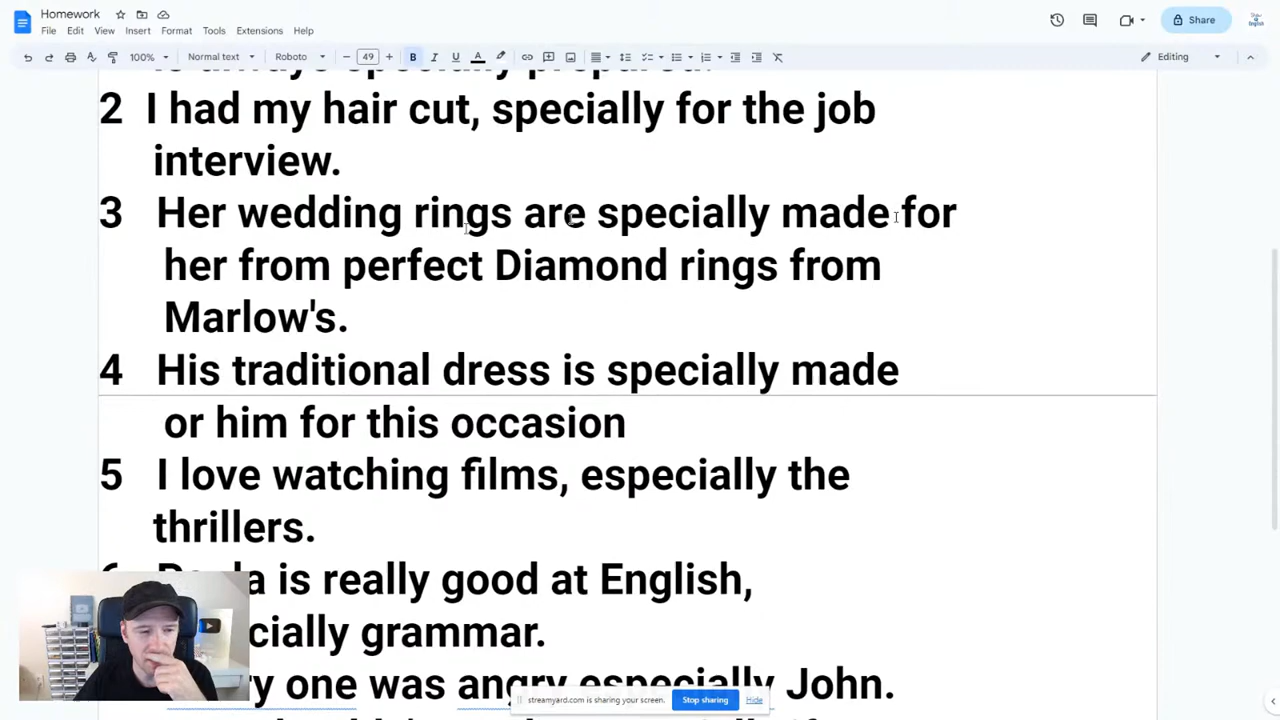 Homework
File Edit View Insert Format Tools Extensions Help
Share
100% Normal text Roboto 49 B I U A Editing
is always specially prepared.
2 I had my hair cut, specially for the job
interview.
3 Her wedding rings are specially made for
her from perfect Diamond rings from
Marlow's.
4 His traditional dress is specially made
or him for this occasion
5 I love watching films, especially the
thrillers.
is really good at English,
grammar.
one was angry especially John.
streamyard.com is sharing your screen. Stop sharing Hide